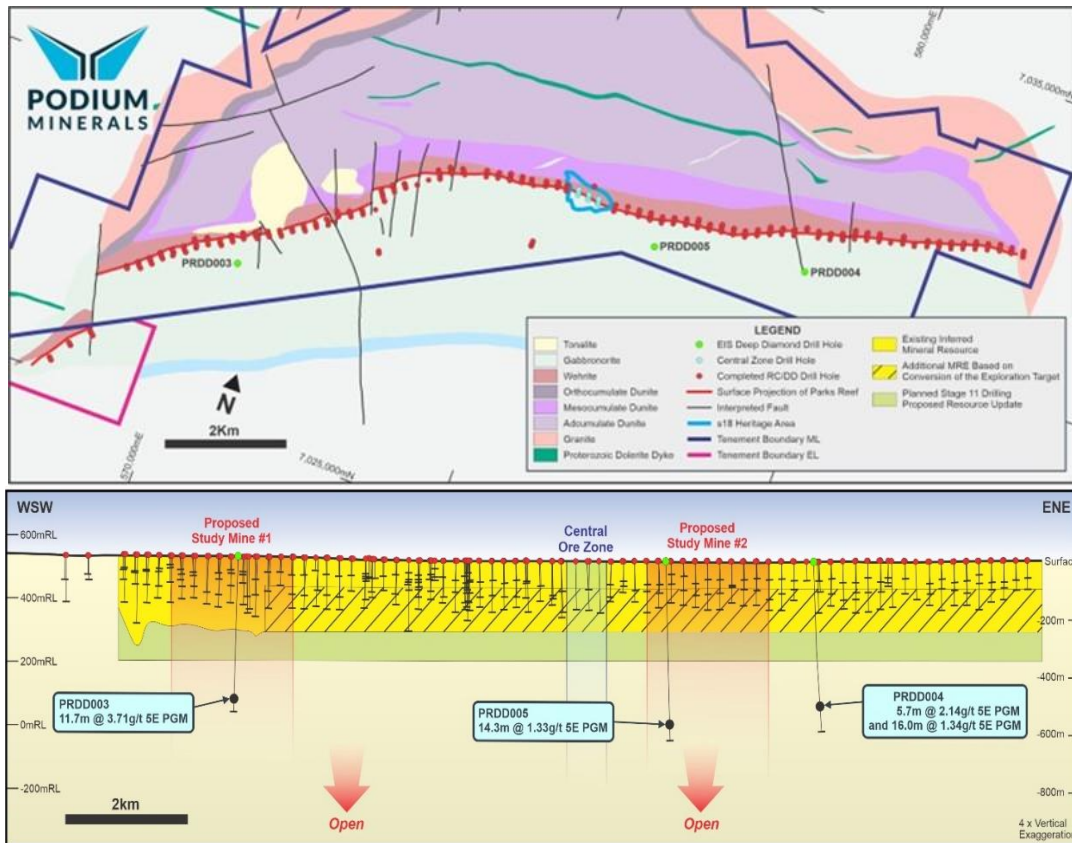 PODIUM.
MINERALS
580,000mE
7,035,000mN
PRDD003
PRDD005
PRDD004
N
2Km
570,000mE
7,025,000mN
LEGEND
Tonalite
Gabbronorite
Wehrlite
Orthocumulate Dunite
Mesocumulate Dunite
Adcumulate Dunite
Granite
Proterozoic Dolerite Dyke
EIS Deep Diamond Drill Hole
Central Zone Drill Hole
Completed RC/DD Drill Hole
Surface Projection of Parks Reef
Interpreted Fault
s18 Heritage Area
Tenement Boundary ML
Tenement Boundary EL
Existing Inferred
Mineral Resource
Additional MRE Based on
Conversion of the Exploration Target
Planned Stage 11 Drilling
Proposed Resource Update
WSW
ENE
600mRL
Proposed
Study Mine #1
Central
Ore Zone
Proposed
Study Mine #2
Surfac
400mRL
-200m
200mRL
-400m
PRDD003
11.7m @ 3.71g/t 5E PGM
PRDD005
14.3m @ 1.33g/t 5E PGM
PRDD004
5.7m @ 2.14g/t 5E PGM
and 16.0m @ 1.34g/t 5E PGM
0mRL
-600m
-200mRL
-800m
2km
Open
Open
4 x Vertical
Exaggeration